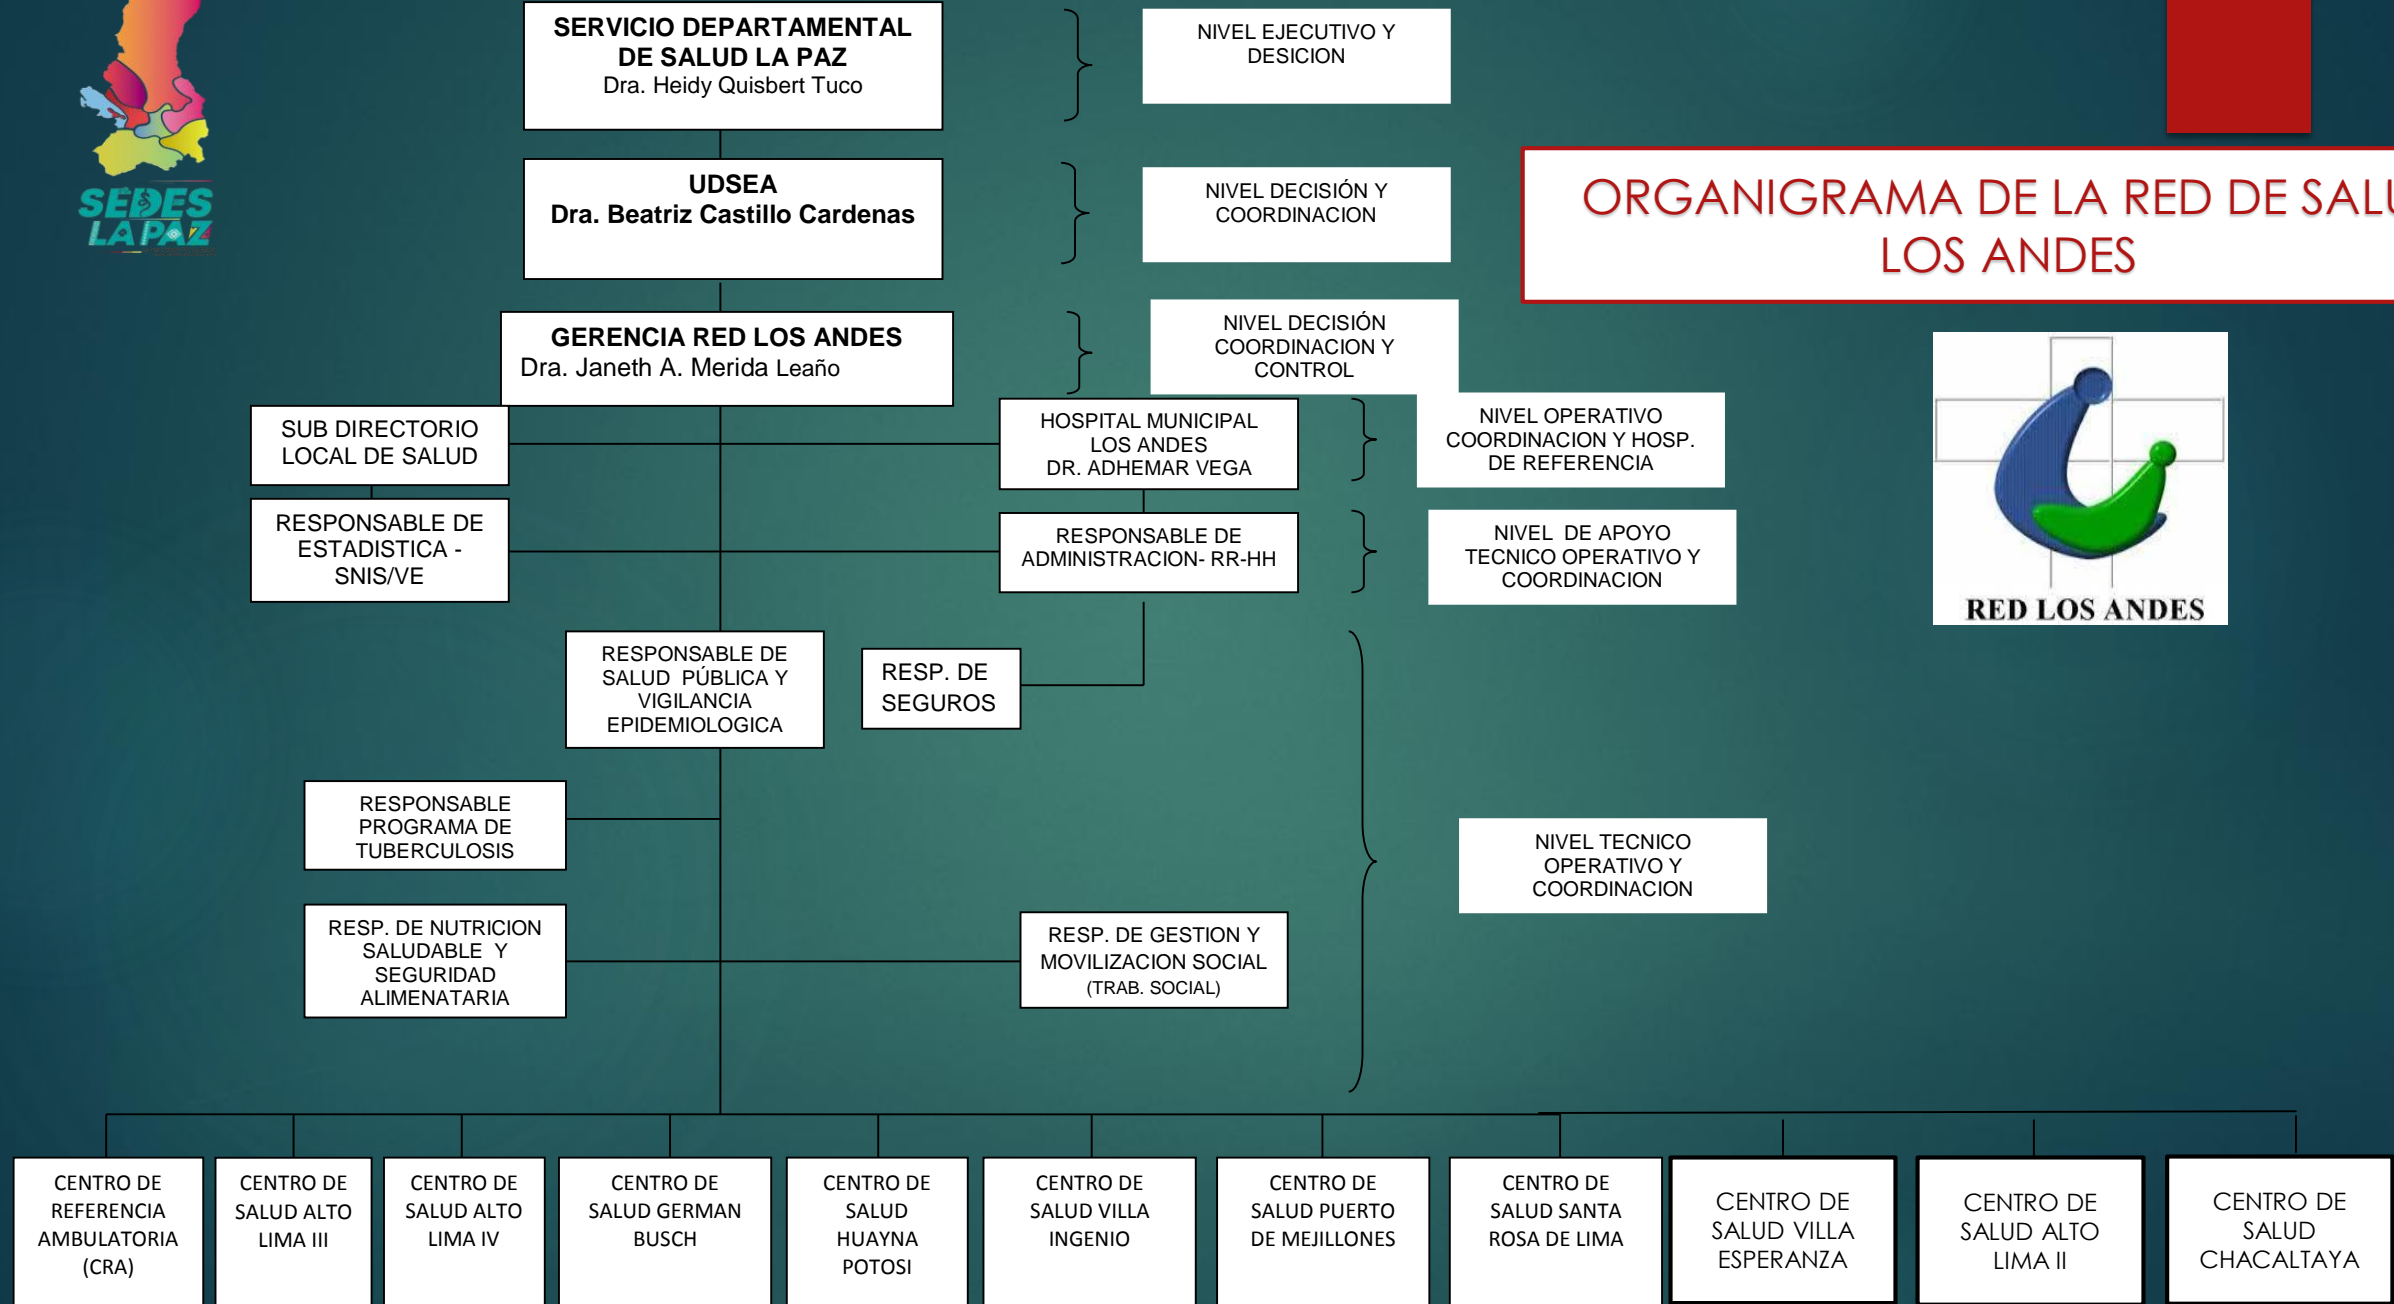 SERVICIO DEPARTAMENTAL
DE SALUD LA PAZ
Dra. Heidy Quisbert Tuco
NIVEL EJECUTIVO Y
DESICION
SEDES
LA PAZ
UDSEA
Dra. Beatriz Castillo Cardenas
NIVEL DECISIÓN Y
COORDINACION
ORGANIGRAMA DE LA RED DE SALU
LOS ANDES
GERENCIA RED LOS ANDES
Dra. Janeth A. Merida Leaño
NIVEL DECISIÓN
COORDINACION Y
CONTROL
SUB DIRECTORIO
LOCAL DE SALUD
HOSPITAL MUNICIPAL
LOS ANDES
DR. ADHEMAR VEGA
NIVEL OPERATIVO
COORDINACION Y HOSP.
DE REFERENCIA
RESPONSABLE DE
ESTADISTICA -
SNIS/VE
RESPONSABLE DE
ADMINISTRACION- RR-HH
NIVEL DE APOYO
TECNICO OPERATIVO Y
COORDINACION
RED LOS ANDES
RESPONSABLE DE
SALUD PÚBLICA Y
VIGILANCIA
EPIDEMIOLOGICA
RESP. DE
SEGUROS
RESPONSABLE
PROGRAMA DE
TUBERCULOSIS
NIVEL TECNICO
OPERATIVO Y
COORDINACION
RESP. DE NUTRICION
SALUDABLE Y
SEGURIDAD
ALIMENATARIA
RESP. DE GESTION Y
MOVILIZACION SOCIAL
(TRAB. SOCIAL)
CENTRO DE
REFERENCIA
AMBULATORIA
(CRA)
CENTRO DE
SALUD ALTO
LIMA III
CENTRO DE
SALUD ALTO
LIMA IV
CENTRO DE
SALUD GERMAN
BUSCH
CENTRO DE
SALUD
HUAYNA
POTOSI
CENTRO DE
SALUD VILLA
INGENIO
CENTRO DE
SALUD PUERTO
DE MEJILLONES
CENTRO DE
SALUD SANTA
ROSA DE LIMA
CENTRO DE
SALUD VILLA
ESPERANZA
CENTRO DE
SALUD ALTO
LIMA II
CENTRO DE
SALUD
CHACALTAYA